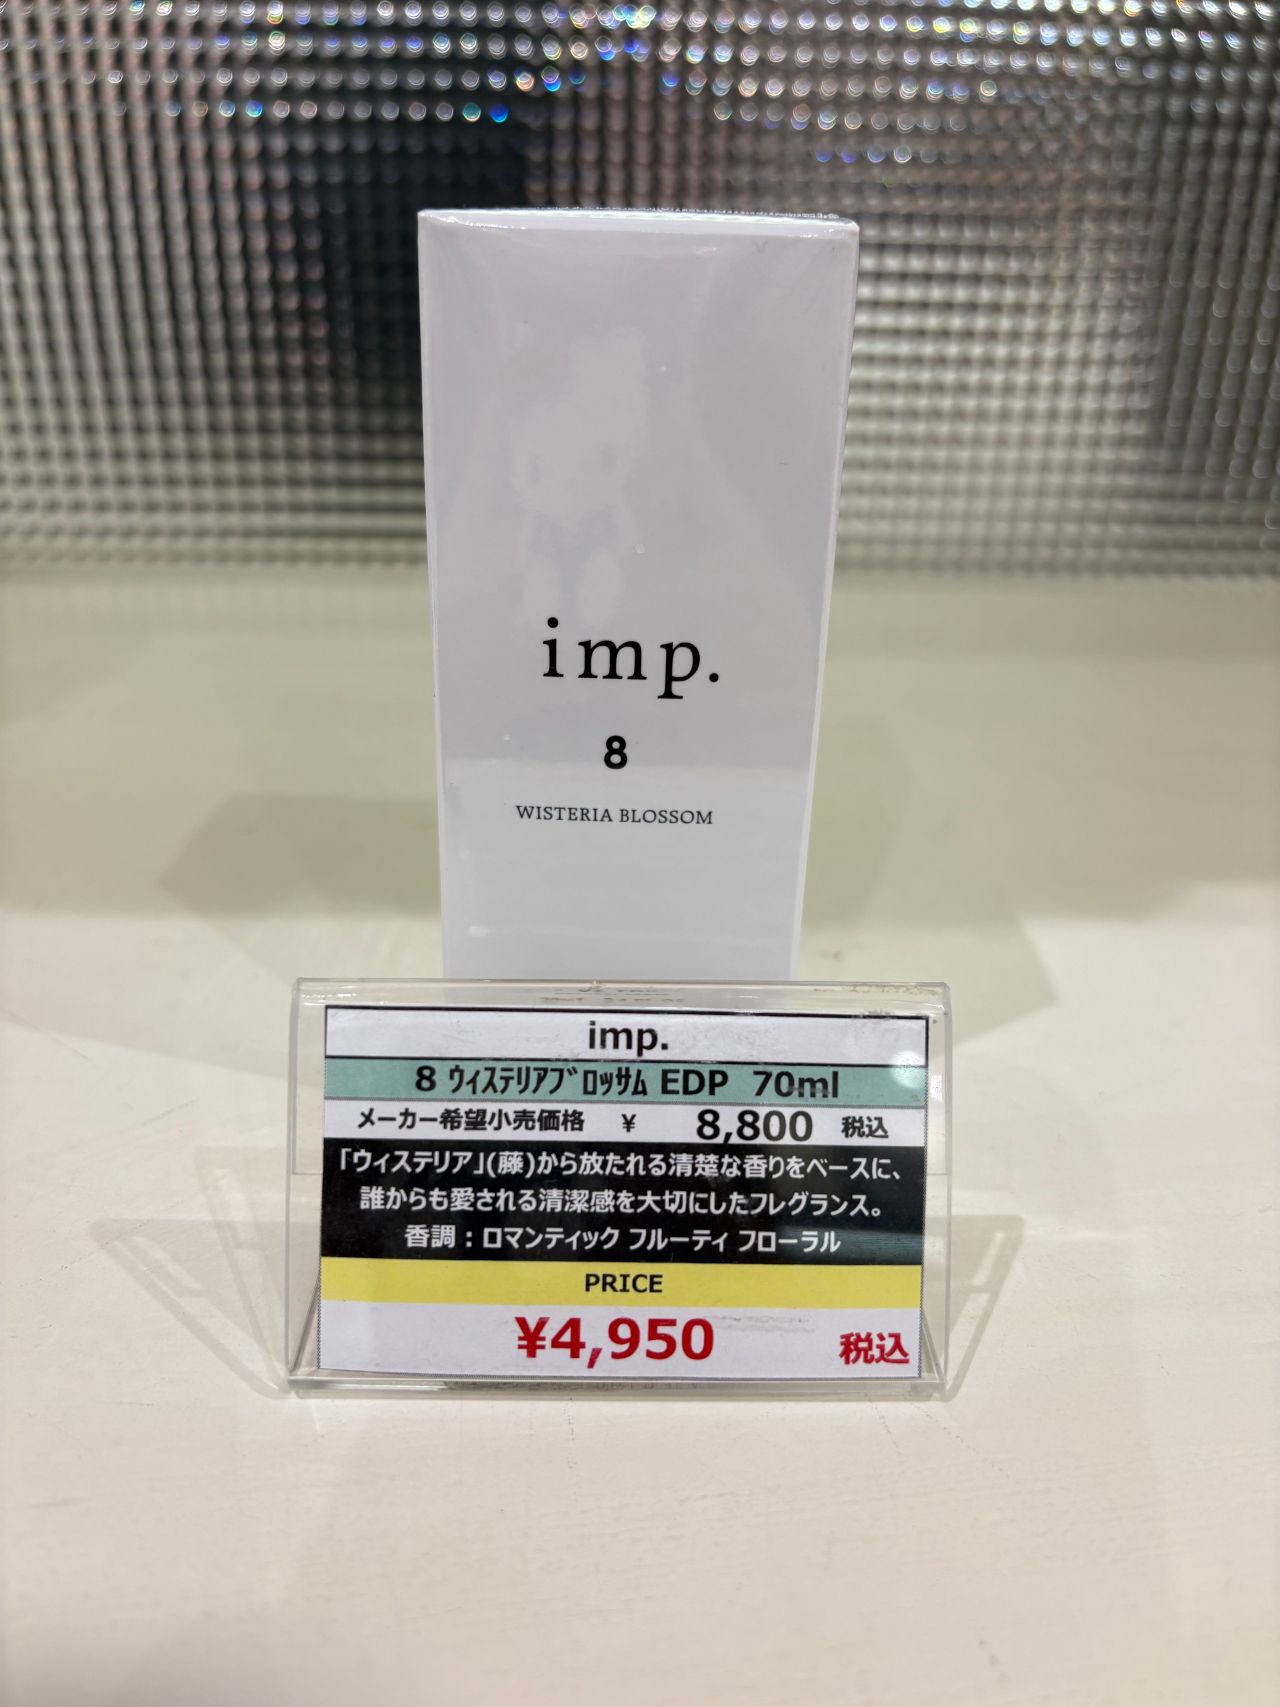 imp.
8
WISTERIA BLOSSOM
imp.
8 ｳｨｽﾃﾘｱﾌﾞﾛｯｻﾑ EDP 70ml
メーカー希望小売価格 ¥ 8,800 税込
「ウィステリア」(藤)から放たれる清楚な香りをベースに、
誰からも愛される清潔感を大切にしたフレグランス。
香調：ロマンティック フルーティ フローラル
PRICE
¥4,950 税込